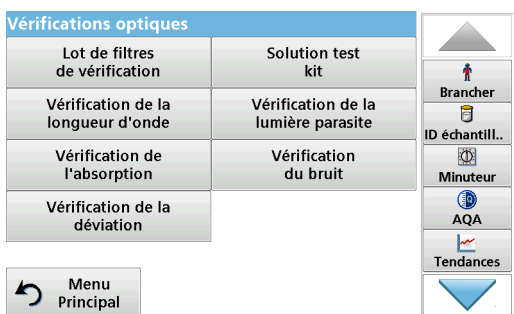 Vérifications optiques
Lot de filtres
de vérification
Solution test
kit
Vérification de la
longueur d'onde
Vérification de la
lumière parasite
Vérification de
l'absorption
Vérification
du bruit
Vérification de la
déviation
Menu
Principal
Brancher
ID échantill..
Minuteur
AQA
Tendances